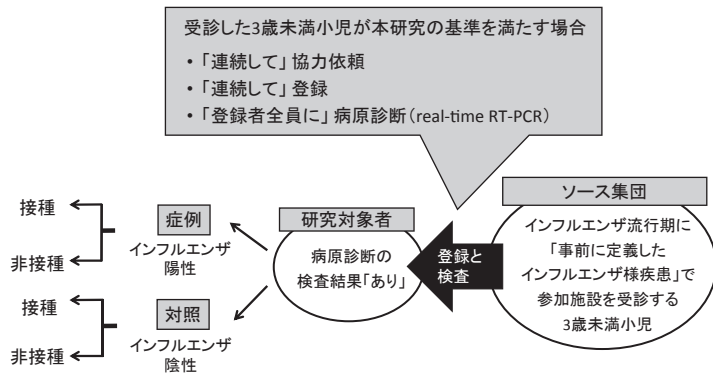 受診した3歳未満小児が本研究の基準を満たす場合
・「連続して」協力依頼
・「連続して」登録
・「登録者全員に」病原診断（real-time RT-PCR）
ソース集団
インフルエンザ流行期に
「事前に定義した
インフルエンザ様疾患」で
参加施設を受診する
3歳未満小児
登録と
検査
研究対象者
病原診断の
検査結果「あり」
症例
インフルエンザ
陽性
接種
非接種
対照
インフルエンザ
陰性
接種
非接種